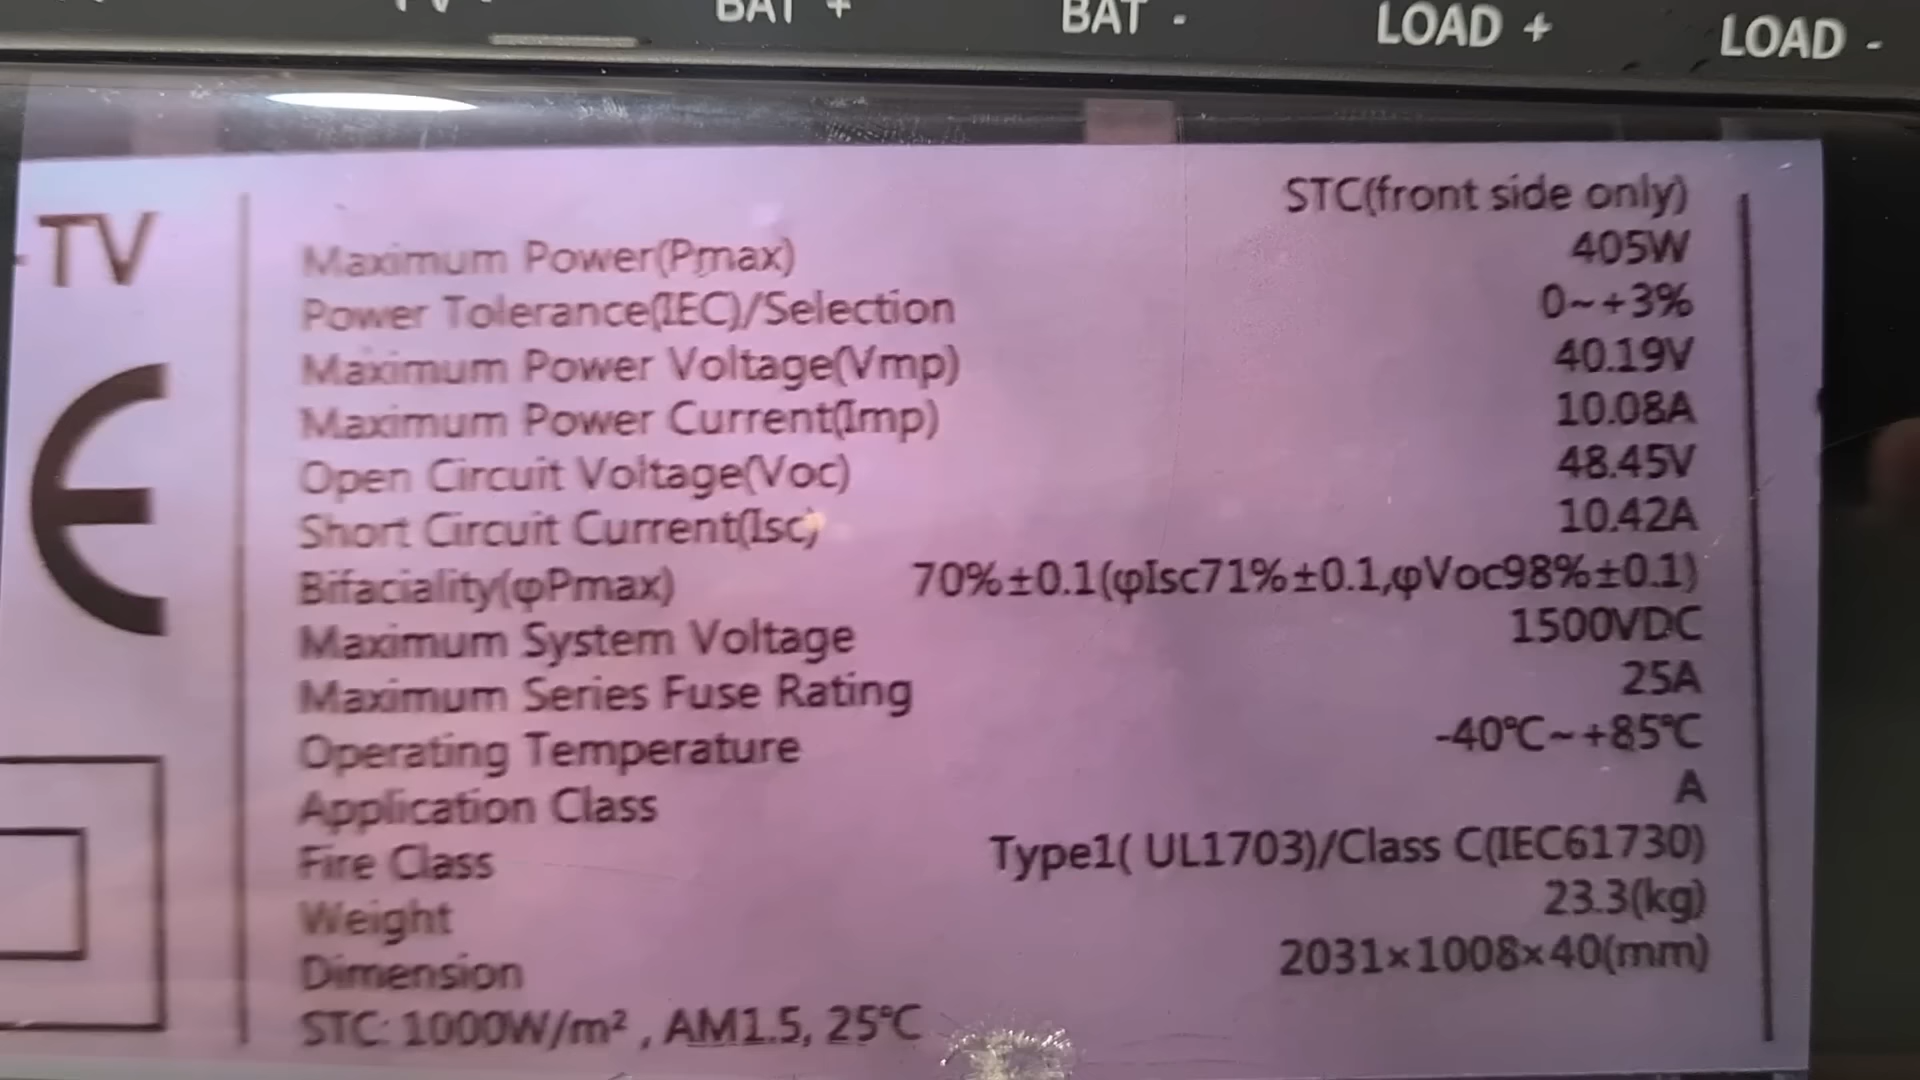 BAT +
BAT -
LOAD +
LOAD -
TV
STC(front side only)
Maximum Power(Pmax) 405W
Power Tolerance(IEC)/Selection 0~+3%
Maximum Power Voltage(Vmp) 40.19V
Maximum Power Current(Imp) 10.08A
Open Circuit Voltage(Voc) 48.45V
Short Circuit Current(Isc) 10.42A
Bifaciality(φPmax) 70%±0.1(φIsc71%±0.1,φVoc98%±0.1)
Maximum System Voltage 1500VDC
Maximum Series Fuse Rating 25A
Operating Temperature -40℃~+85℃
Application Class A
Fire Class Type1( UL1703)/Class C(IEC61730)
Weight 23.3(kg)
Dimension 2031×1008×40(mm)
STC: 1000W/m² , AM1.5, 25℃